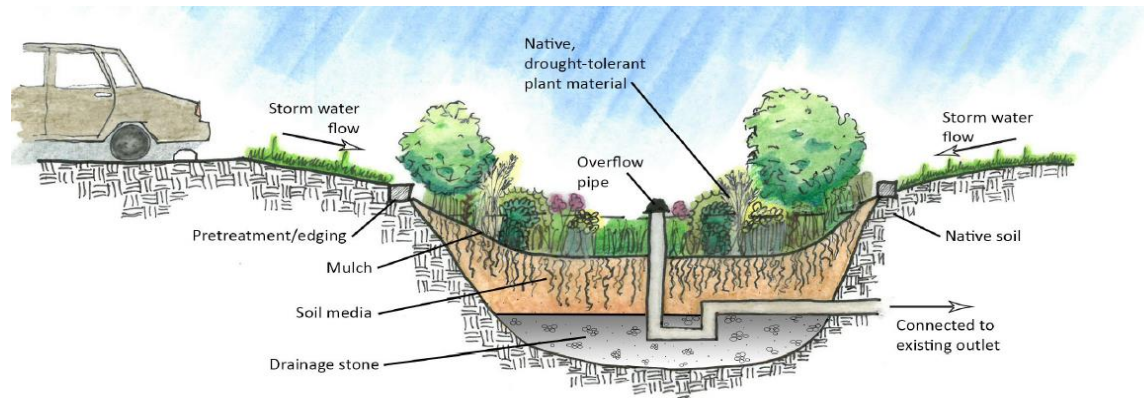 Native,
drought-tolerant
plant material
Storm water
flow
Storm water
flow
Overflow
pipe
Pretreatment/edging
Native soil
Mulch
Soil media
Connected to
existing outlet
Drainage stone